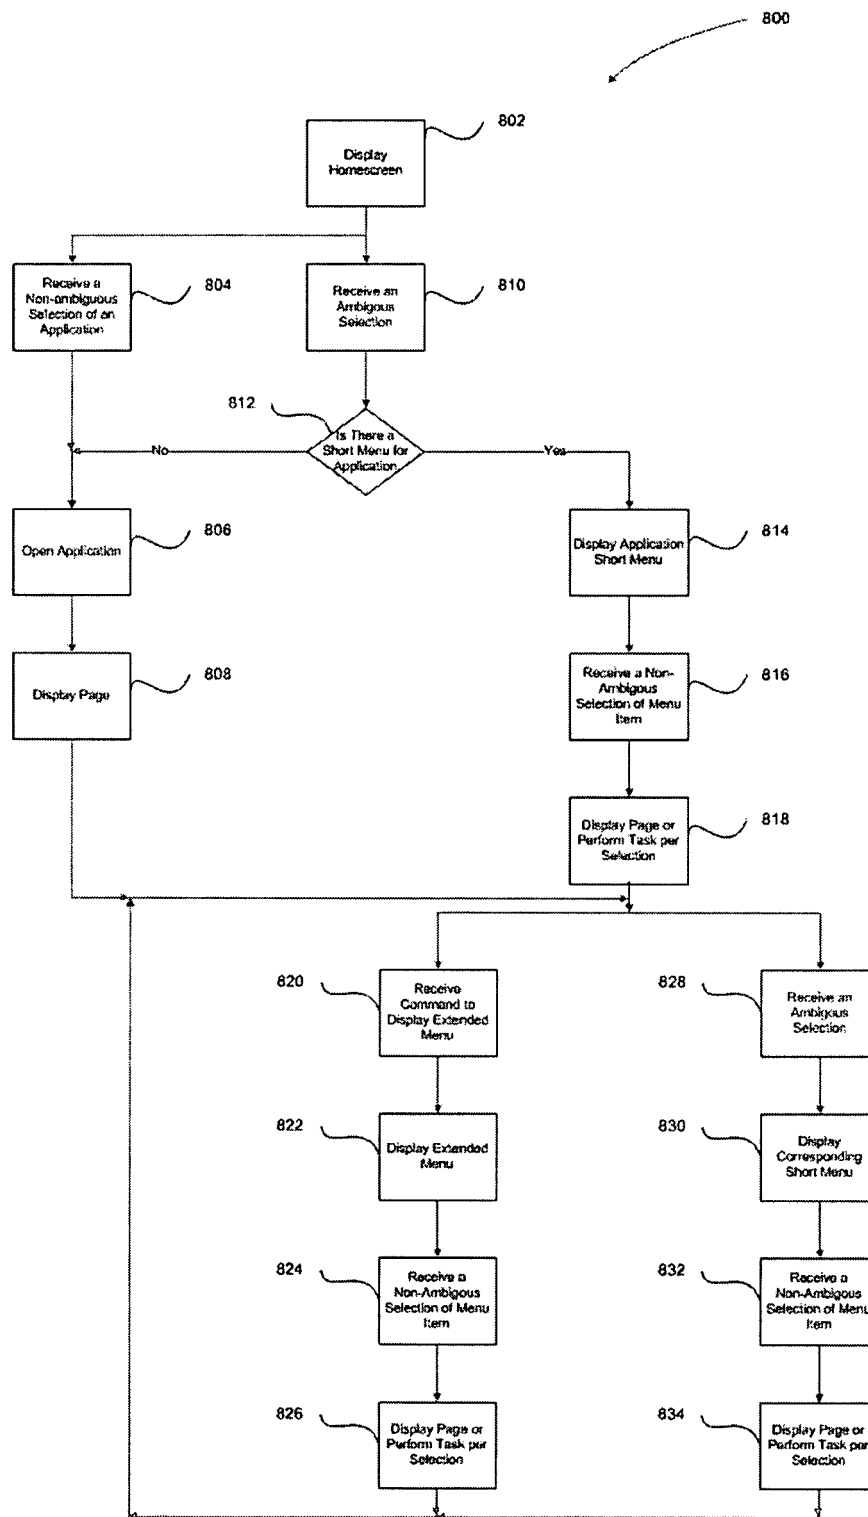 800
802
Display
Homescreen
Receive a
Non-ambiguous
Selection of an
Application
804
Receive an
Ambigous
Selection
810
812
Is There a
Short Menu for
Application
No
Yes
Open Application
806
Display Application
Short Menu
814
Display Page
808
Receive a Non-
Ambigous
Selection of Menu
Item
816
Display Page or
Perform Task per
Selection
818
820
Receive
Command to
Display Extended
Menu
828
Receive an
Ambigous
Selection
822
Display Extended
Menu
830
Display
Corresponding
Short Menu
824
Receive a
Non-Ambigous
Selection of Menu
Item
832
Receive a
Non-Ambigous
Selection of Menu
Item
826
Display Page or
Perform Task per
Selection
834
Display Page or
Perform Task per
Selection